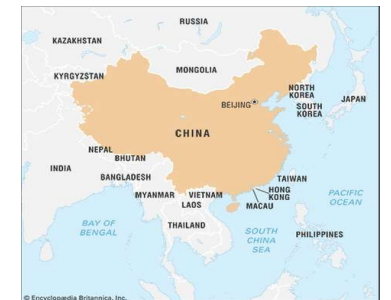 RUSSIA
KAZAKHSTAN
MONGOLIA
KYRGYZSTAN
NORTH
KOREA
BEIJING
JAPAN
SOUTH
KOREA
CHINA
NEPAL
BHUTAN
TAIWAN
INDIA
BANGLADESH
HONG
KONG
MYANMAR
VIETNAM
MACAU
PACIFIC
OCEAN
LAOS
BAY OF
BENGAL
THAILAND
SOUTH
CHINA
SEA
PHILIPPINES
© Encyclopædia Britannica, Inc.